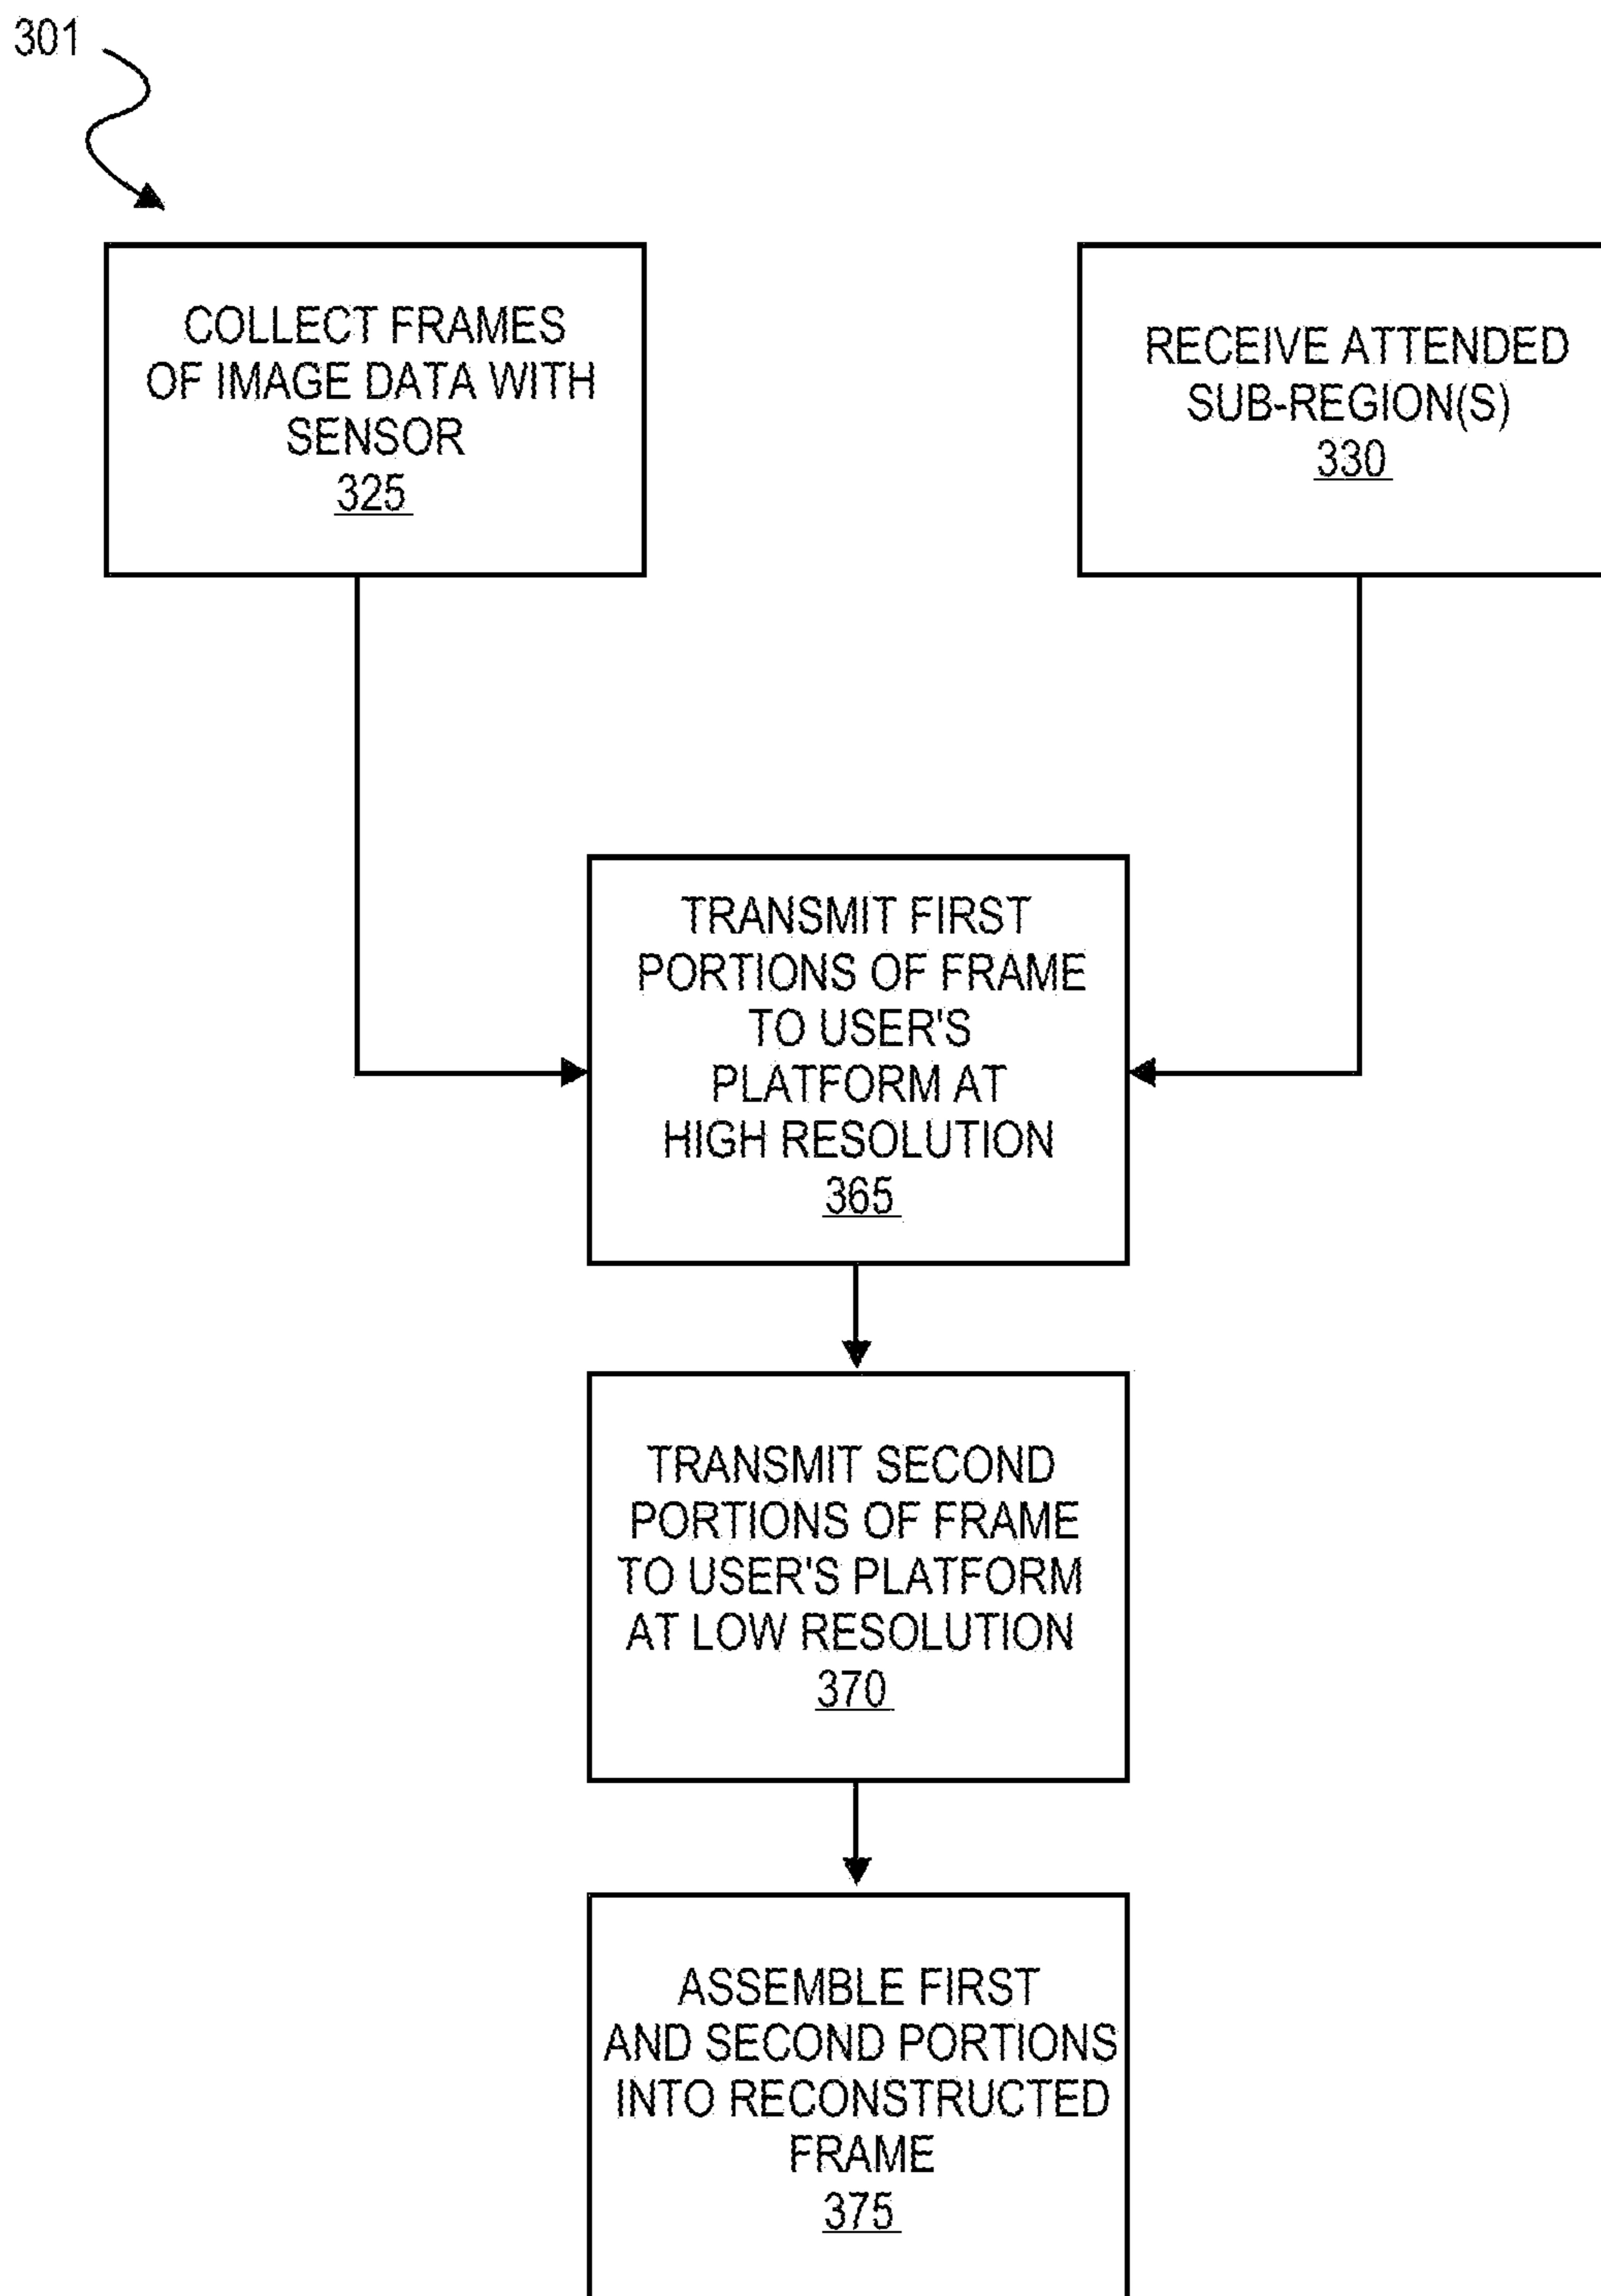 301
COLLECT FRAMES
OF IMAGE DATA WITH
SENSOR
325
RECEIVE ATTENDED
SUB-REGION(S)
330
TRANSMIT FIRST
PORTIONS OF FRAME
TO USER'S
PLATFORM AT
HIGH RESOLUTION
365
TRANSMIT SECOND
PORTIONS OF FRAME
TO USER'S PLATFORM
AT LOW RESOLUTION
370
ASSEMBLE FIRST
AND SECOND PORTIONS
INTO RECONSTRUCTED
FRAME
375